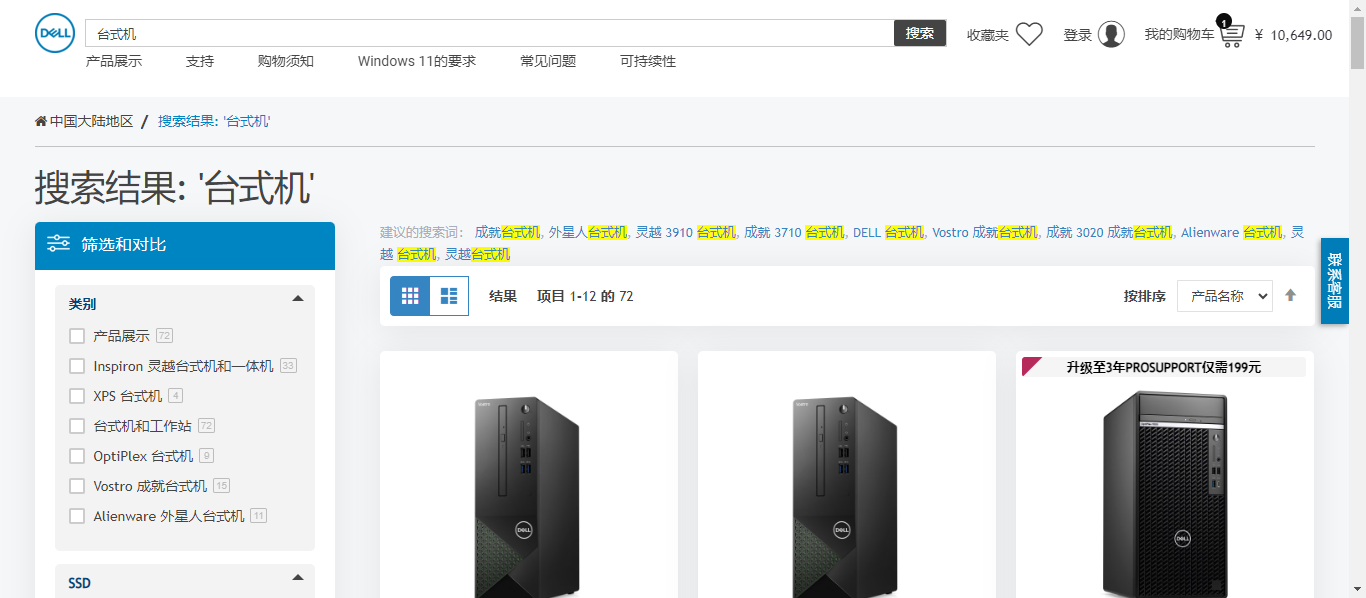 DELL
台式机
搜索
收藏夹
登录
我的购物车
1
¥ 10,649.00
产品展示
支持
购物须知
Windows 11的要求
常见问题
可持续性
中国大陆地区 / 搜索结果: '台式机'
搜索结果: '台式机'
筛选和对比
类别
产品展示 72
Inspiron 灵越台式机和一体机 33
XPS 台式机 4
台式机和工作站 72
OptiPlex 台式机 9
Vostro 成就台式机 15
Alienware 外星人台式机 11
SSD
建议的搜索词: 成就台式机, 外星人台式机, 灵越 3910 台式机, 成就 3710 台式机, DELL 台式机, Vostro 成就台式机, 成就 3020 成就台式机, Alienware 台式机, 灵
越 台式机, 灵越台式机
结果
项目 1-12 的 72
按排序
产品名称
联系客服
升级至3年PROSUPPORT仅需199元
DELL
DELL
DELL